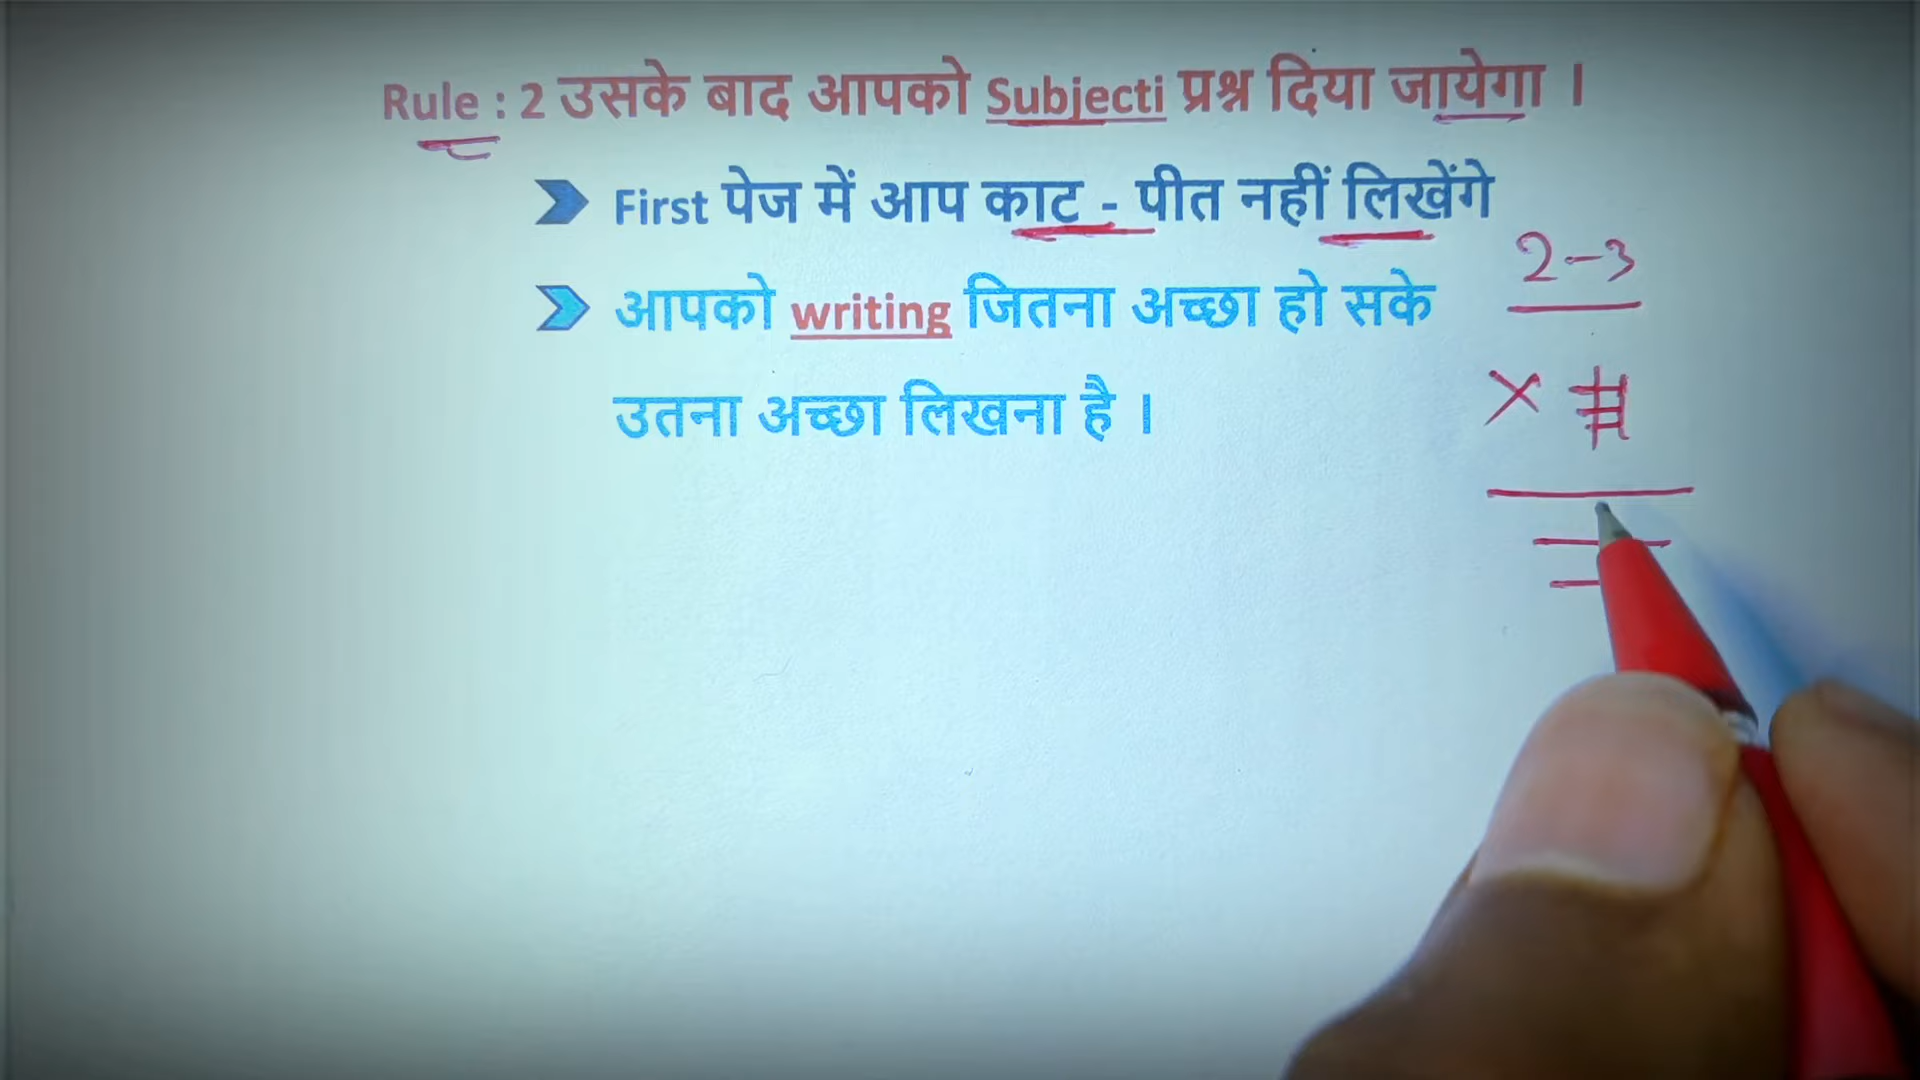 Rule : 2 उसके बाद आपको Subjecti प्रश्न दिया जायेगा ।
First पेज में आप काट - पीत नहीं लिखेंगे
2-3
आपको writing जितना अच्छा हो सके
उतना अच्छा लिखना है ।